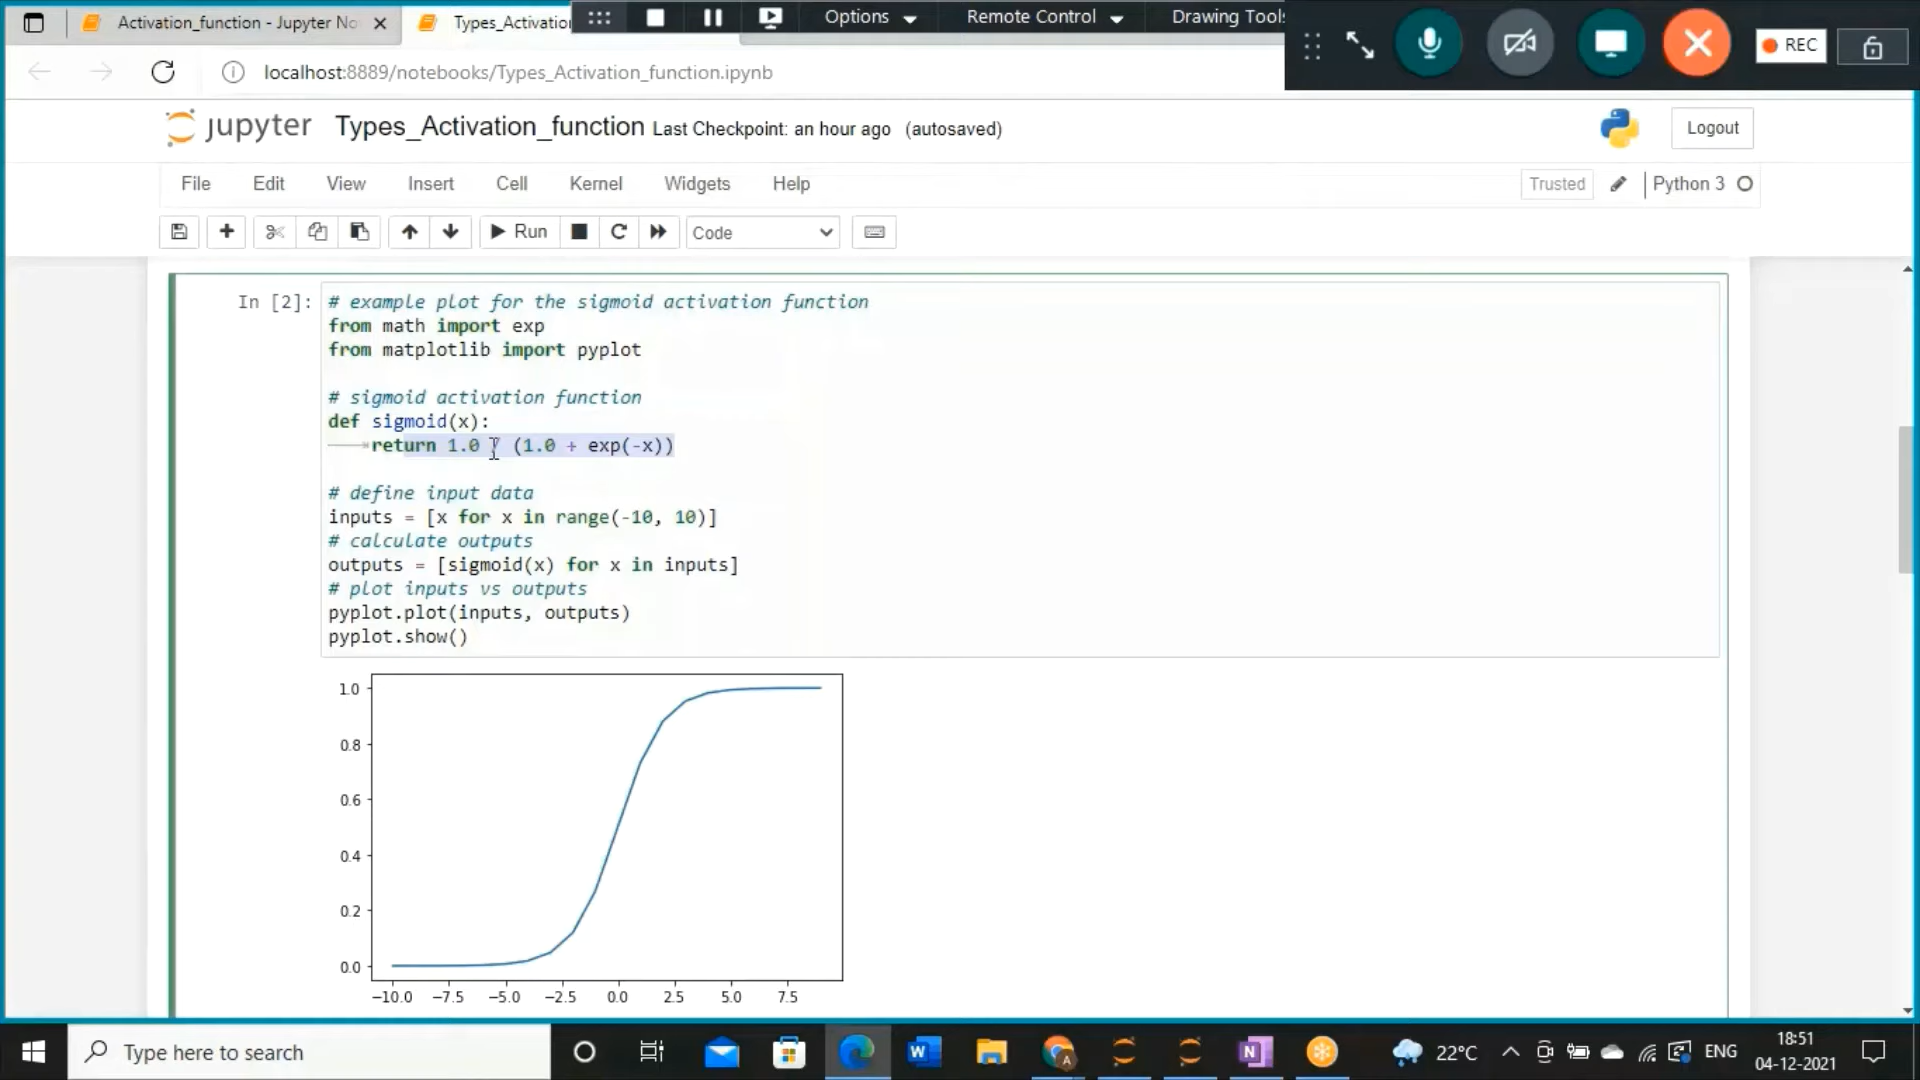 Activation_function - Jupyter No
Types_Activation
Options
Remote Control
Drawing Tools
REC
localhost:8889/notebooks/Types_Activation_function.ipynb
jupyter
Types_Activation_function Last Checkpoint: an hour ago (autosaved)
Logout
File Edit View Insert Cell Kernel Widgets Help
Trusted
Python 3
Run
Code
In [2]:
# example plot for the sigmoid activation function
from math import exp
from matplotlib import pyplot
# sigmoid activation function
def sigmoid(x):
return 1.0 / (1.0 + exp(-x))
# define input data
inputs = [x for x in range(-10, 10)]
# calculate outputs
outputs = [sigmoid(x) for x in inputs]
# plot inputs vs outputs
pyplot.plot(inputs, outputs)
pyplot.show()
1.0
0.8
0.6
0.4
0.2
0.0
−10.0 −7.5 −5.0 −2.5 0.0 2.5 5.0 7.5
Type here to search
22°C
ENG
18:51
04-12-2021